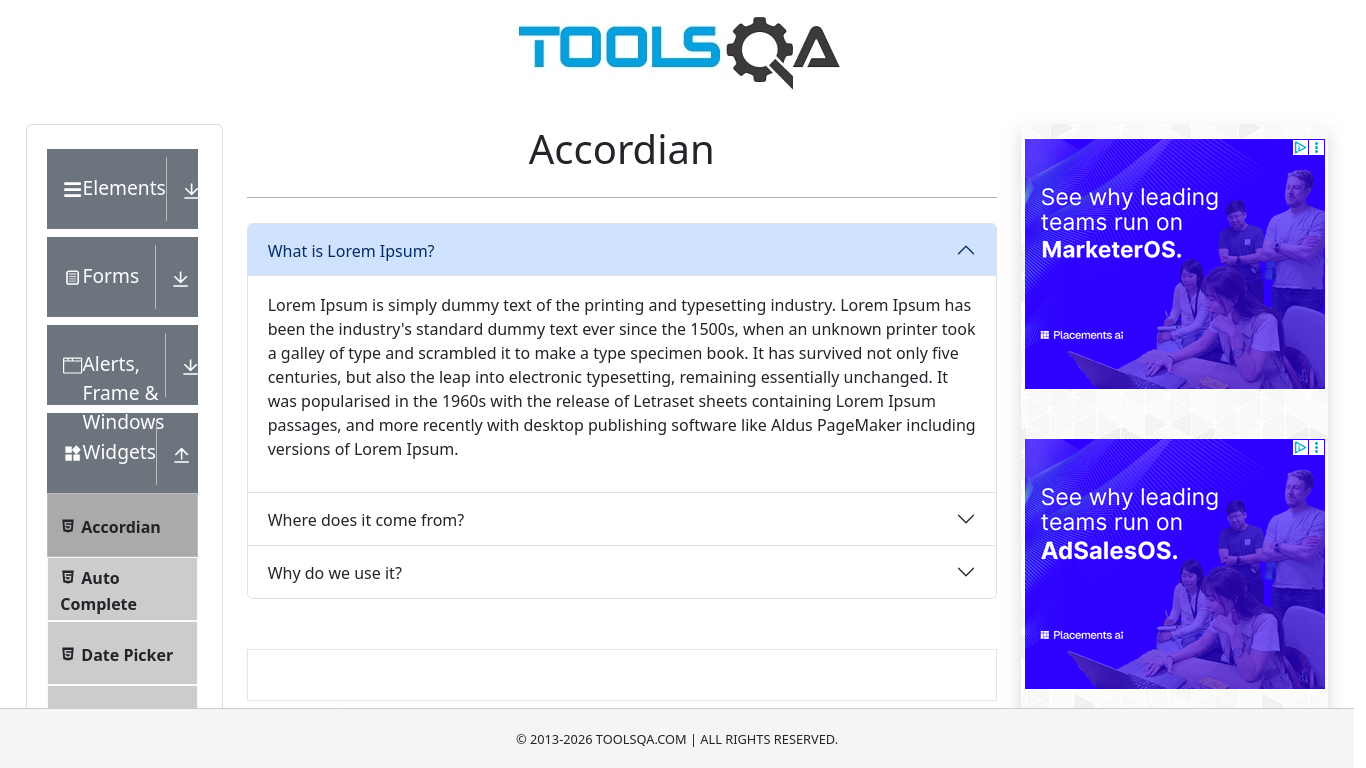 TOOLSQA
Elements
Forms
Alerts,
Frame &
Windows
Widgets
Accordian
Auto
Complete
Date Picker
Accordian
What is Lorem Ipsum?
Lorem Ipsum is simply dummy text of the printing and typesetting industry. Lorem Ipsum has
been the industry's standard dummy text ever since the 1500s, when an unknown printer took
a galley of type and scrambled it to make a type specimen book. It has survived not only five
centuries, but also the leap into electronic typesetting, remaining essentially unchanged. It
was popularised in the 1960s with the release of Letraset sheets containing Lorem Ipsum
passages, and more recently with desktop publishing software like Aldus PageMaker including
versions of Lorem Ipsum.
Where does it come from?
Why do we use it?
See why leading
teams run on
MarketerOS.
Placements ai
See why leading
teams run on
AdSalesOS.
Placements ai
© 2013-2026 TOOLSQA.COM | ALL RIGHTS RESERVED.